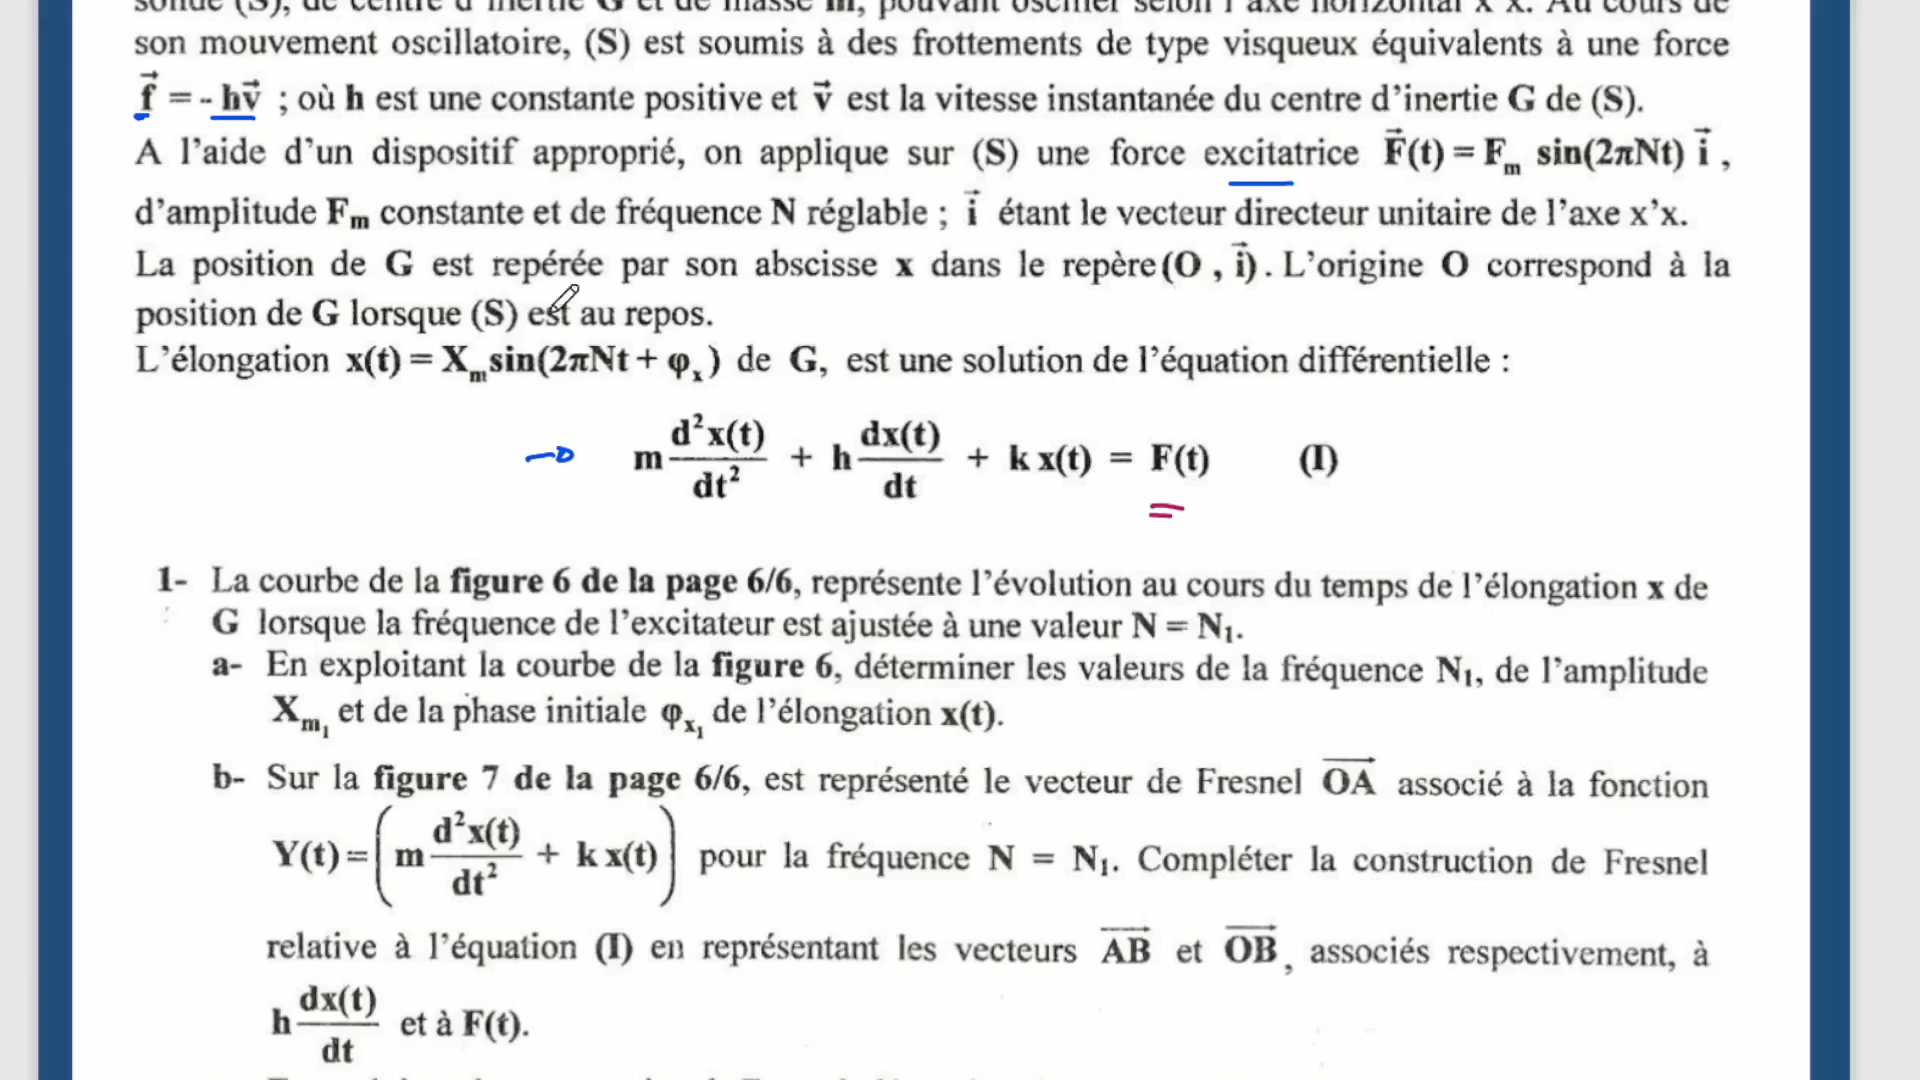 son mouvement oscillatoire, (S) est soumis à des frottements de type visqueux équivalents à une force
f⃗ = - hv⃗ ; où h est une constante positive et v⃗ est la vitesse instantanée du centre d'inertie G de (S).
A l'aide d'un dispositif approprié, on applique sur (S) une force excitatrice F⃗(t) = Fₘ sin(2πNt) i⃗ ,
d'amplitude Fₘ constante et de fréquence N réglable ; i⃗ étant le vecteur directeur unitaire de l'axe x'x.
La position de G est repérée par son abscisse x dans le repère (O , i⃗). L'origine O correspond à la
position de G lorsque (S) est au repos.
L'élongation x(t) = Xₘ sin(2πNt + φₓ) de G, est une solution de l'équation différentielle :
m d²x(t)/dt² + h dx(t)/dt + k x(t) = F(t) (I)
1- La courbe de la figure 6 de la page 6/6, représente l'évolution au cours du temps de l'élongation x de
G lorsque la fréquence de l'excitateur est ajustée à une valeur N = N₁.
a- En exploitant la courbe de la figure 6, déterminer les valeurs de la fréquence N₁, de l'amplitude
Xₘ₁ et de la phase initiale φₓ₁ de l'élongation x(t).
b- Sur la figure 7 de la page 6/6, est représenté le vecteur de Fresnel OA associé à la fonction
Y(t) = (m d²x(t)/dt² + k x(t)) pour la fréquence N = N₁. Compléter la construction de Fresnel
relative à l'équation (I) en représentant les vecteurs AB et OB, associés respectivement, à
h dx(t)/dt et à F(t).